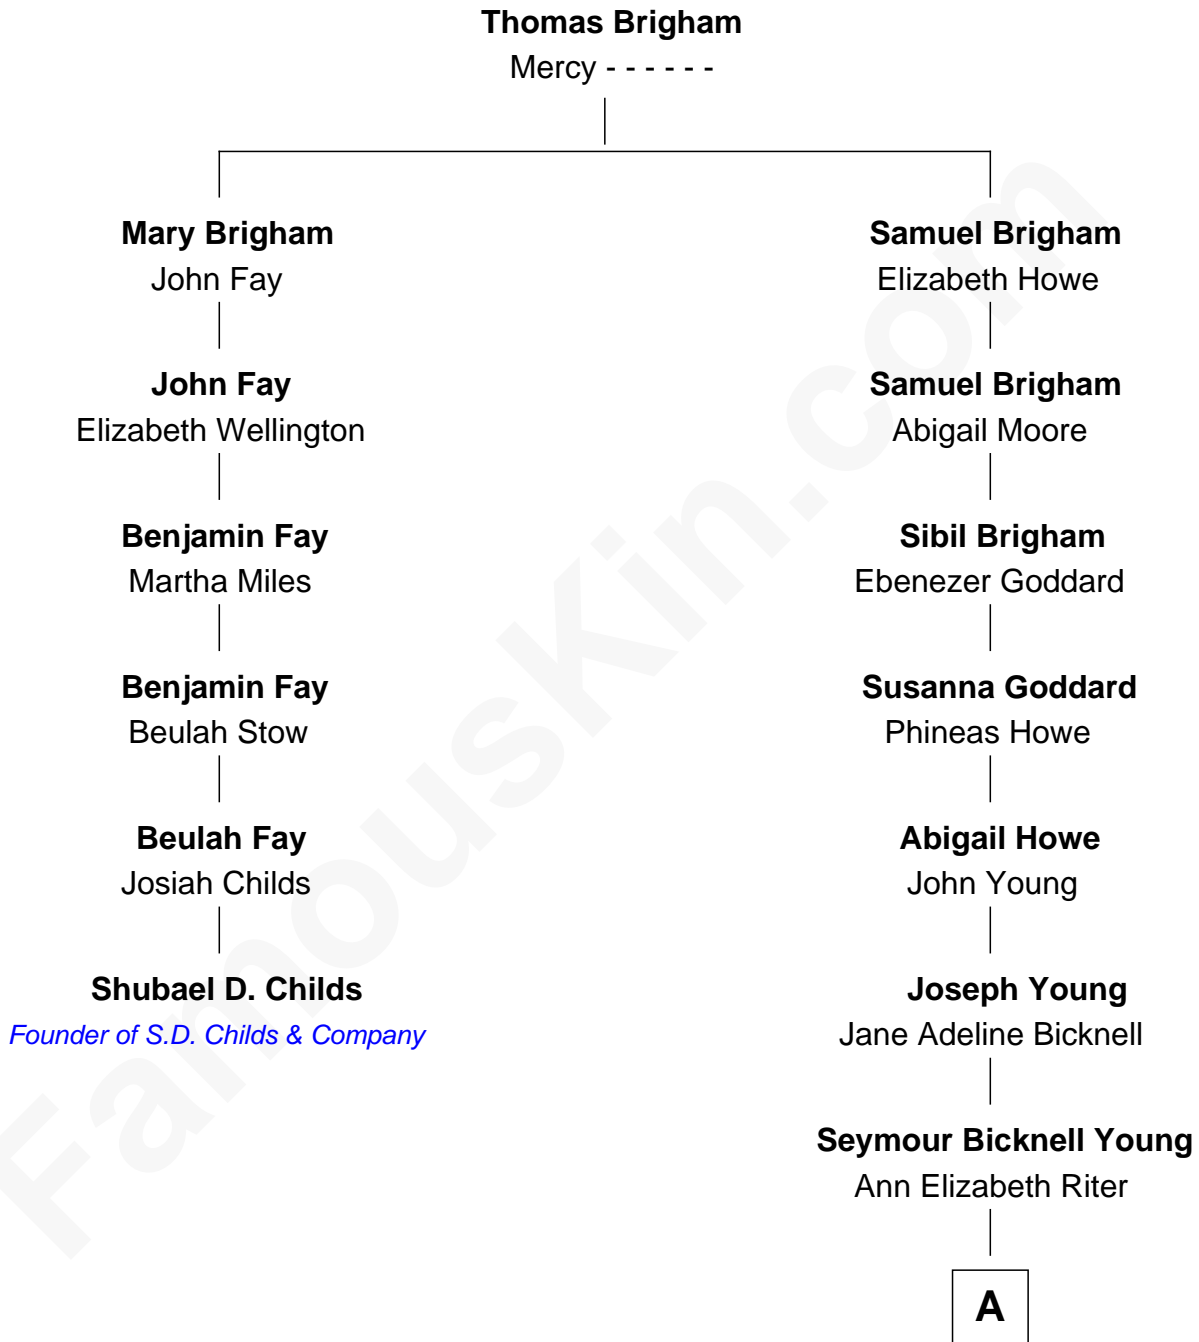 Thomas Brigham
Mercy - - - - - -
Mary Brigham
John Fay
Samuel Brigham
Elizabeth Howe
John Fay
Elizabeth Wellington
Samuel Brigham
Abigail Moore
Benjamin Fay
Martha Miles
Sibil Brigham
Ebenezer Goddard
Benjamin Fay
Beulah Stow
Susanna Goddard
Phineas Howe
Beulah Fay
Josiah Childs
Abigail Howe
John Young
Shubael D. Childs
Founder of S.D. Childs & Company
Joseph Young
Jane Adeline Bicknell
Seymour Bicknell Young
Ann Elizabeth Riter
A
FamousKin.com